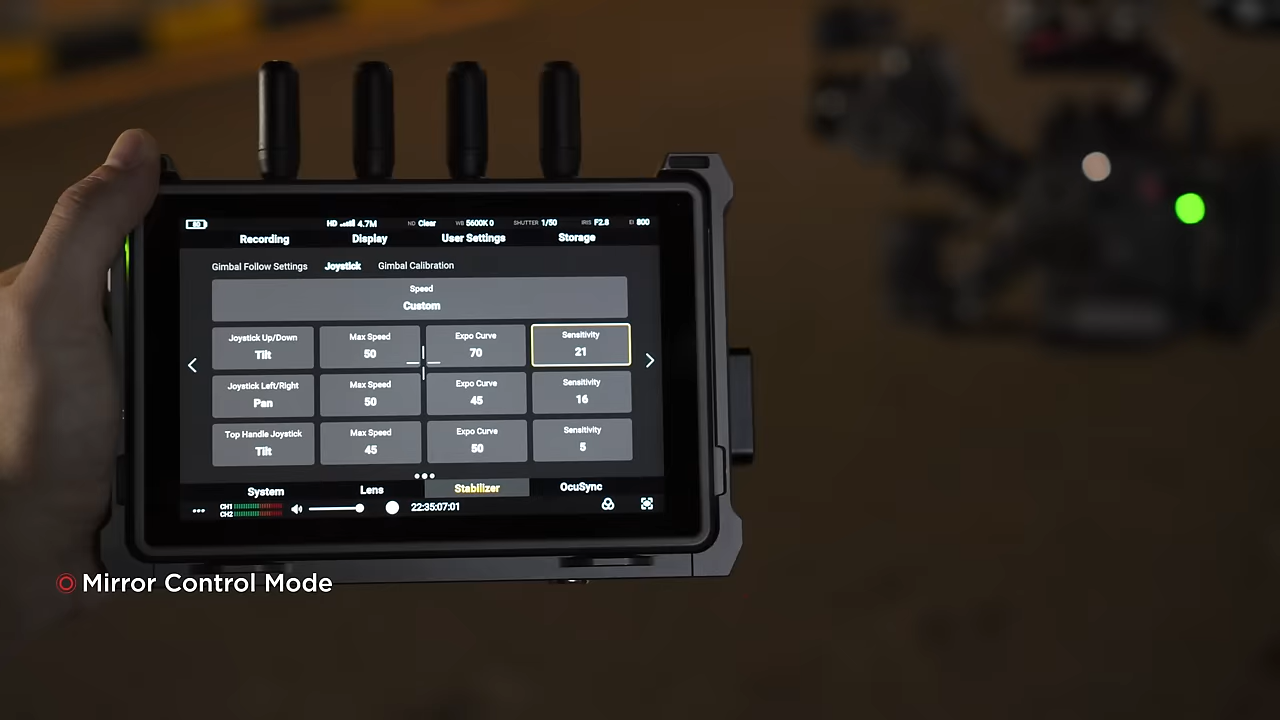 HD 4.7M ND Clear WB 5600K 0 SHUTTER 1/50 IRIS F2.8 EI 800
Recording Display User Settings Storage
Gimbal Follow Settings Joystick Gimbal Calibration
Speed
Custom
Joystick Up/Down Max Speed Expo Curve Sensitivity
Tilt 50 70 21
Joystick Left/Right Max Speed Expo Curve Sensitivity
Pan 50 45 16
Top Handle Joystick Max Speed Expo Curve Sensitivity
Tilt 45 50 5
System Lens Stabilizer OcuSync
CH1
CH2
22:35:07:01
Mirror Control Mode